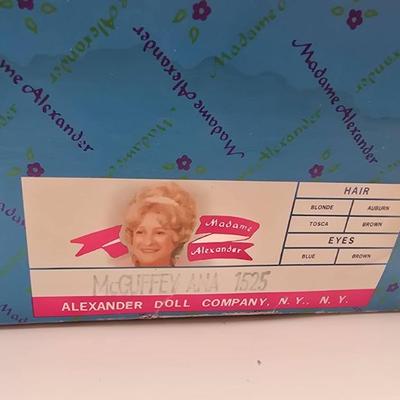 Madame Alexander
Madame Alexander
Madame Alexander
Madame Alexander
Madame
Alexander
HAIR
BLONDE AUBURN
TOSCA BROWN
EYES
BLUE BROWN
McGUFFEY ANA 1525
ALEXANDER DOLL COMPANY, N.Y. N.Y.